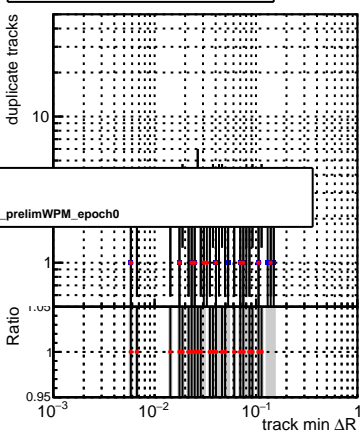 duplicate tracks
10
_prelimWPM_epoch0
1
1.05
Ratio
1
0.95
10−3 10−2 10−1 1
track min ΔR